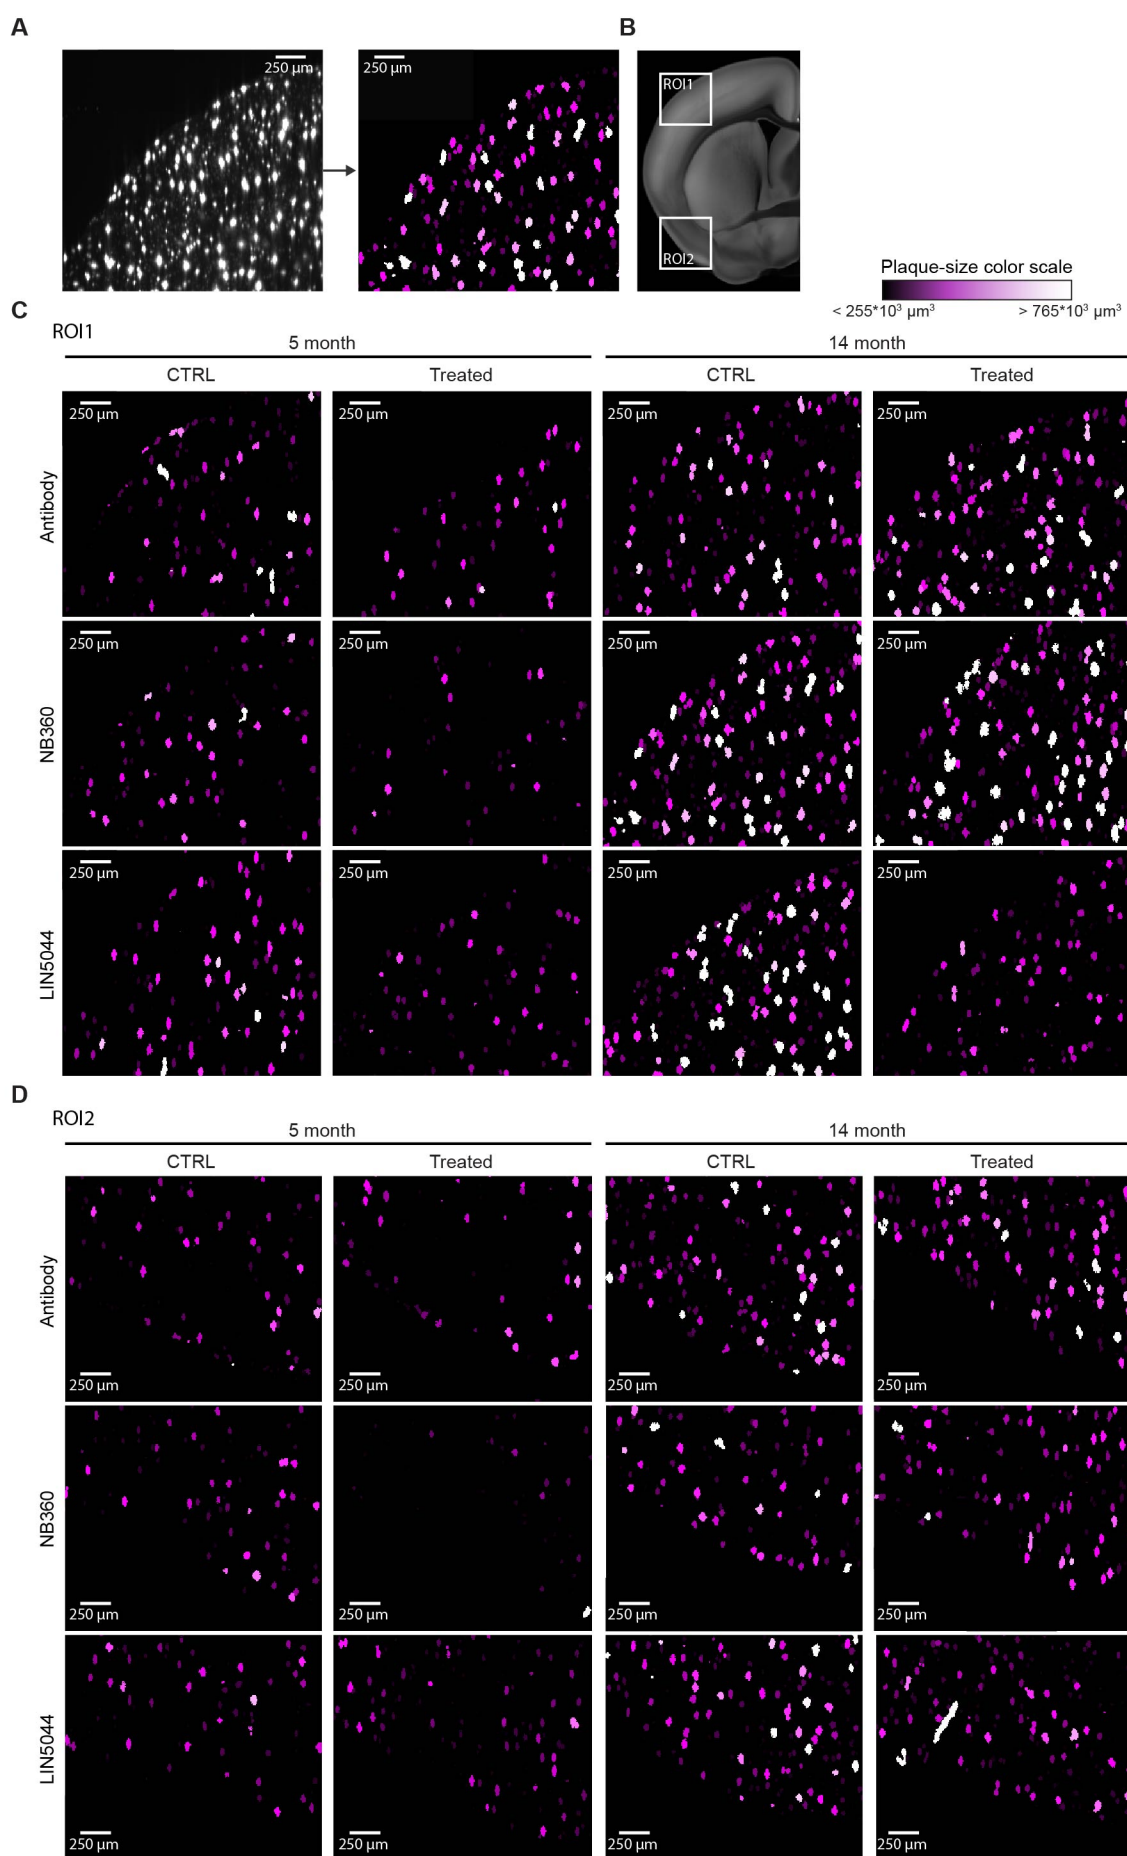 A
B
250 µm
250 µm
ROI1
ROI2
Plaque-size color scale
< 255*10³ µm³
> 765*10³ µm³
C
ROI1
5 month
14 month
CTRL
Treated
CTRL
Treated
Antibody
250 µm
250 µm
250 µm
250 µm
NB360
250 µm
250 µm
250 µm
250 µm
LIN5044
250 µm
250 µm
250 µm
250 µm
D
ROI2
5 month
14 month
CTRL
Treated
CTRL
Treated
Antibody
250 µm
250 µm
250 µm
250 µm
NB360
250 µm
250 µm
250 µm
250 µm
LIN5044
250 µm
250 µm
250 µm
250 µm